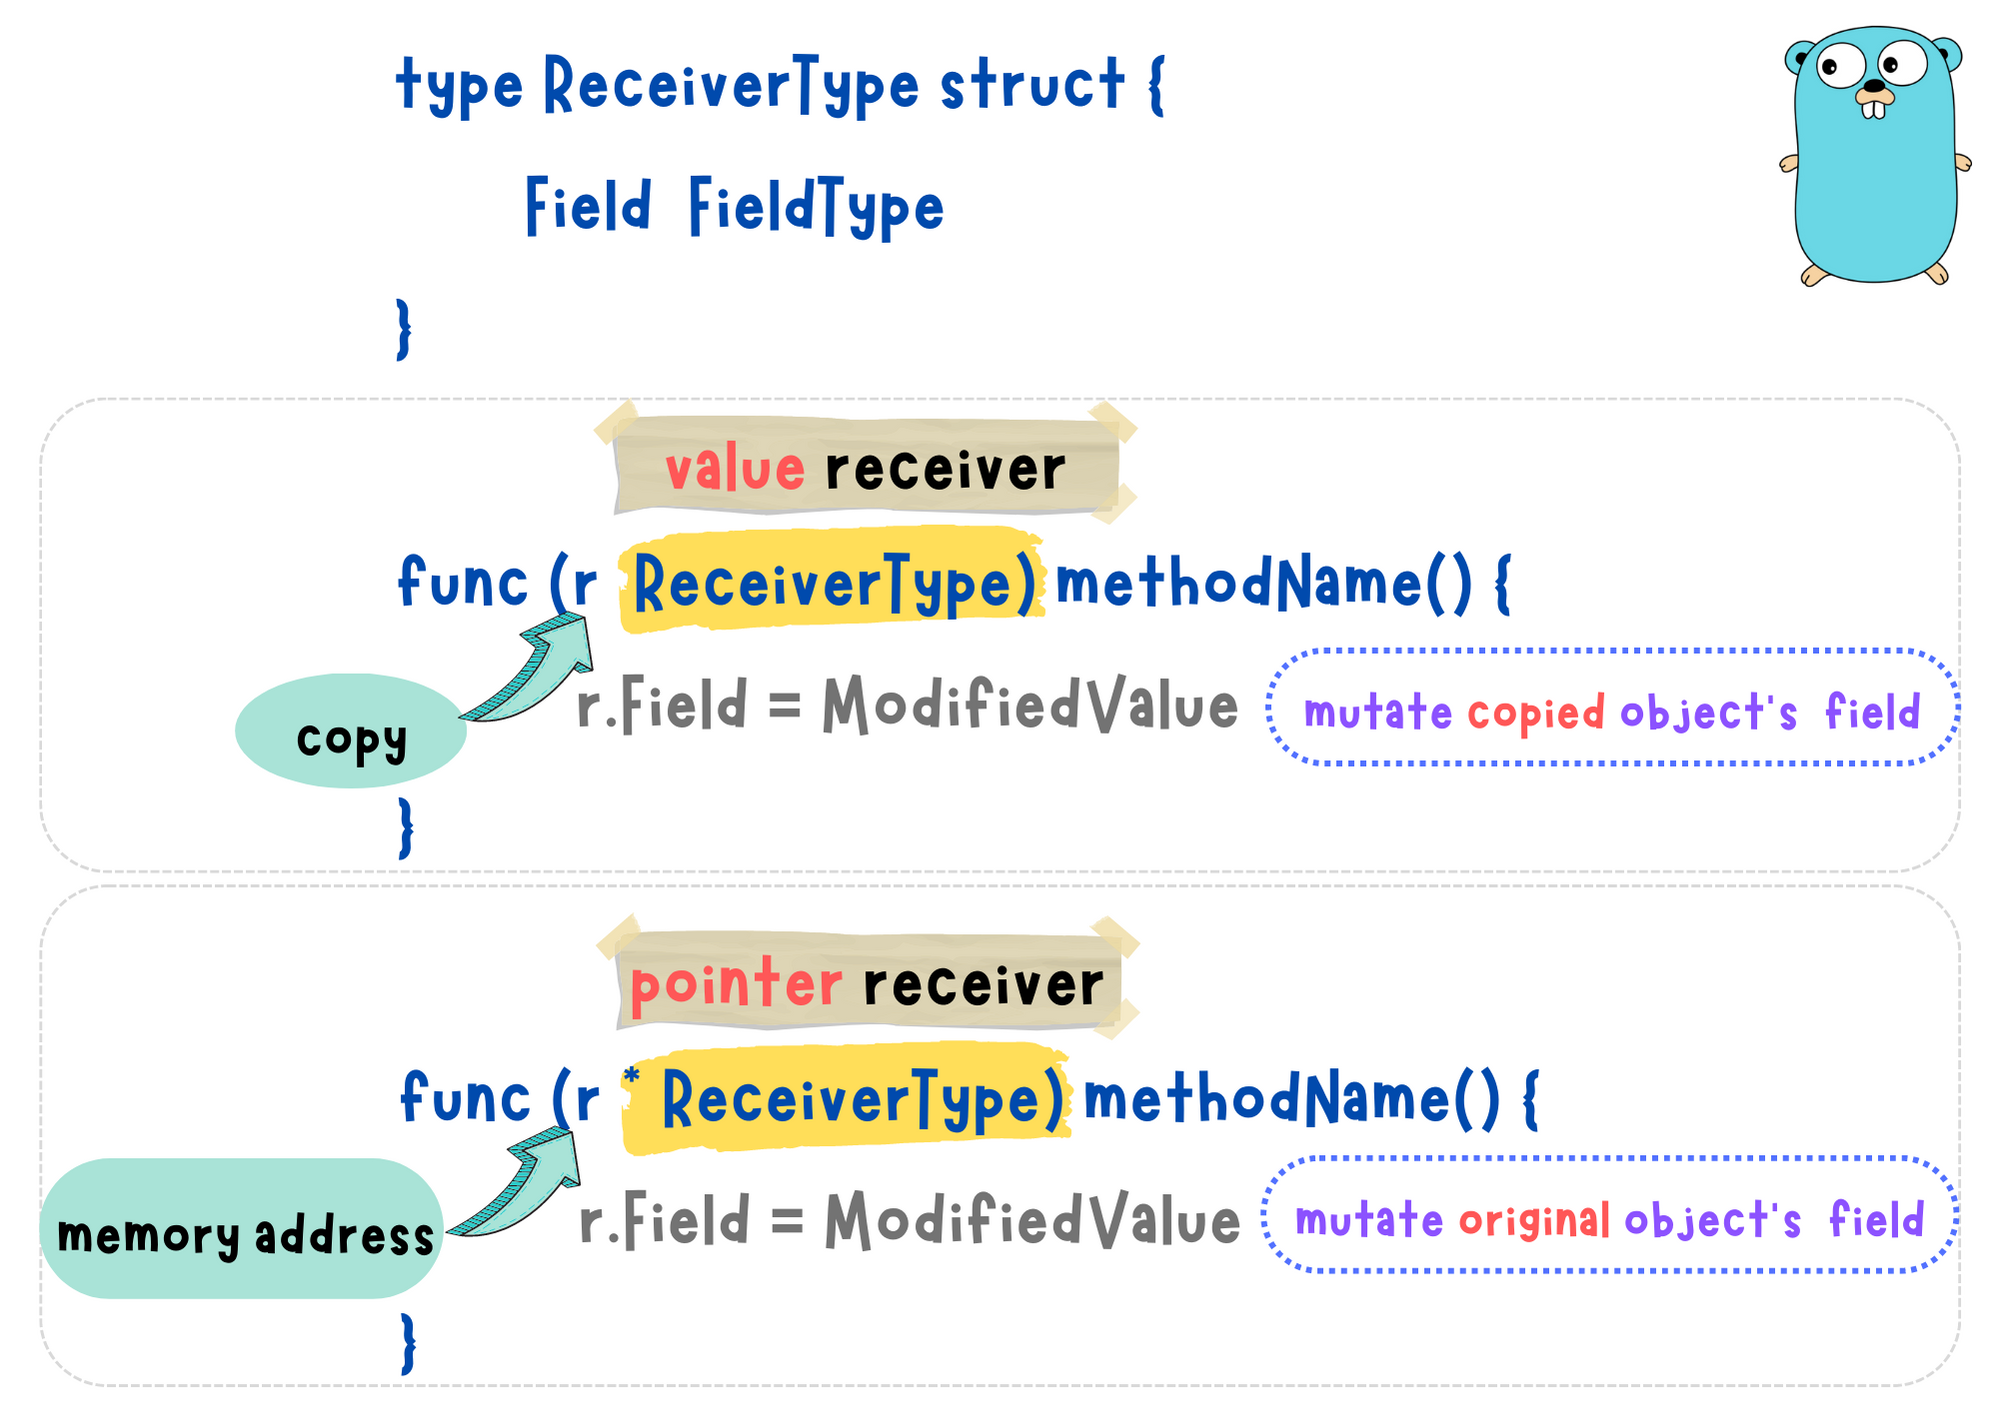 type ReceiverType struct {
Field FieldType
}
value receiver
func (r ReceiverType) methodName() {
r.Field = ModifiedValue
mutate copied object's field
copy
}
pointer receiver
func (r * ReceiverType) methodName() {
r.Field = ModifiedValue
mutate original object's field
memory address
}